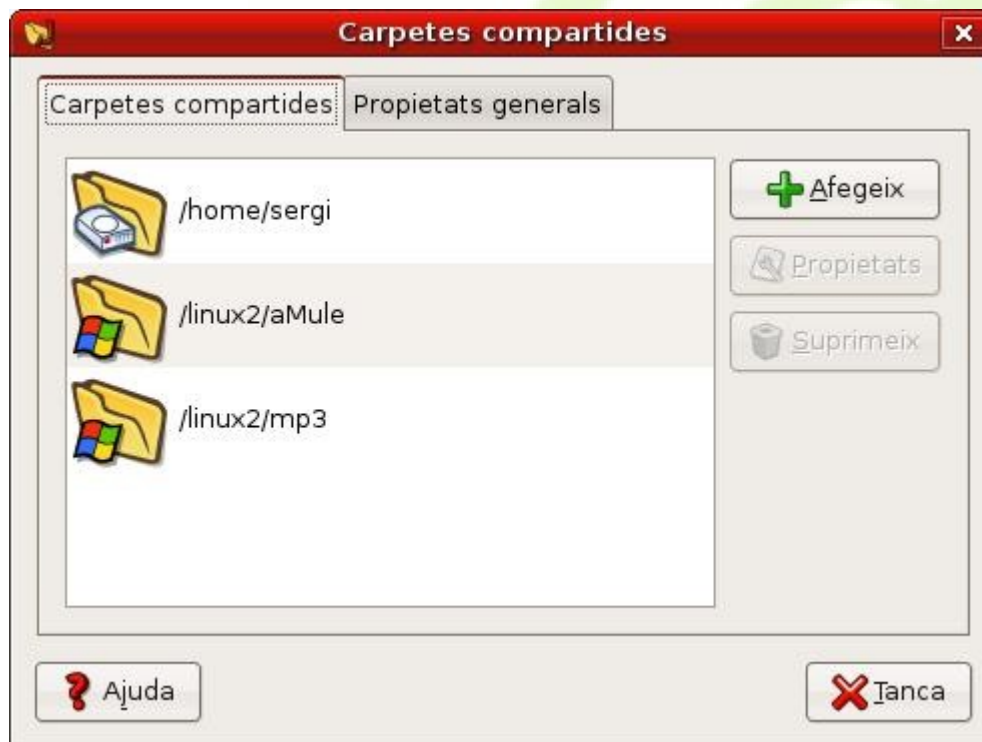 Carpetes compartides
Carpetes compartides
Propietats generals
/home/sergi
/linux2/aMule
/linux2/mp3
Afegeix
Propietats
Suprimeix
Ajuda
Tanca